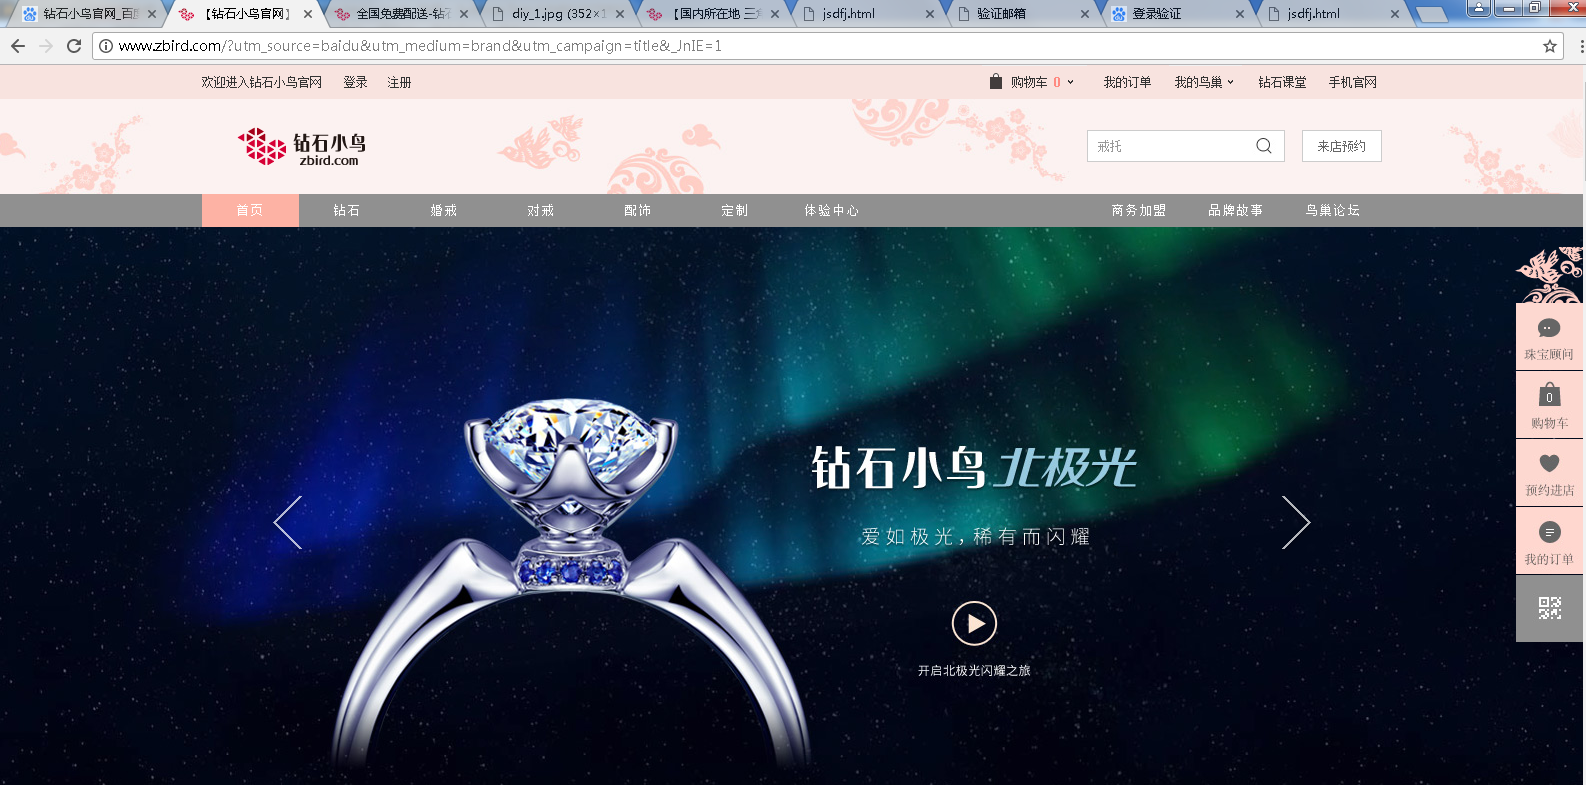 钻石小鸟官网_百度
【钻石小鸟官网】
全国免费配送-钻石
diy_1.jpg (352×1
【国内所在地 三角
jsdfj.html
验证邮箱
登录验证
jsdfj.html
www.zbird.com/?utm_source=baidu&utm_medium=brand&utm_campaign=title&_JnIE=1
欢迎进入钻石小鸟官网 登录 注册 购物车 0 我的订单 我的鸟巢 钻石课堂 手机官网
钻石小鸟
zbird.com
戒托
来店预约
首页 钻石 婚戒 对戒 配饰 定制 体验中心 商务加盟 品牌故事 鸟巢论坛
钻石小鸟 北极光
爱如极光,稀有而闪耀
开启北极光闪耀之旅
珠宝顾问
0
购物车
预约进店
我的订单